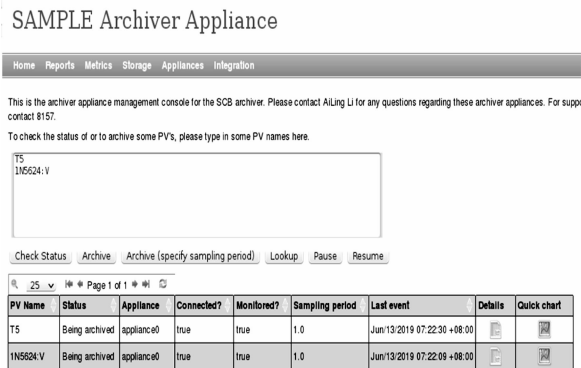 SAMPLE Archiver Appliance
Home Reports Metrics Storage Appliances Integration
This is the archiver appliance management console for the SCB archiver. Please contact AiLing Li for any questions regarding these archiver appliances. For
contact 8157.
To check the status of or to archive some PV's, please type in some PV names here.
T5
1N5624:V
Check Status Archive Archive (specify sampling period) Lookup Pause Resume
25 Page 1 of 1
PV Name Status Appliance Connected? Monitored? Sampling period Last event Details Quick chart
T5 Being archived appliance0 true true 1.0 Jun/13/2019 07:22:30 +08:00
1N5624:V Being archived appliance0 true true 1.0 Jun/13/2019 07:22:09 +08:00